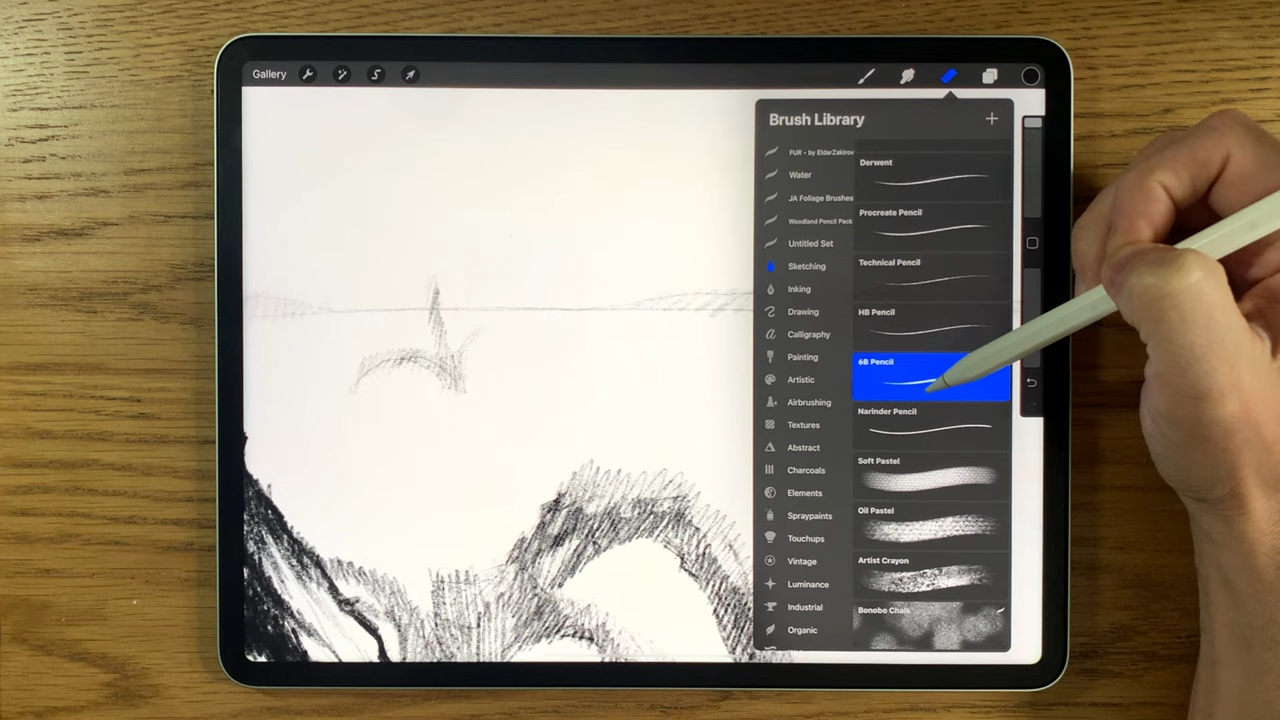 Gallery
Brush Library
FUR • by EldarZakirov
Water
JA Foliage Brushes
Woodland Pencil Pack
Untitled Set
Sketching
Inking
Drawing
Calligraphy
Painting
Artistic
Airbrushing
Textures
Abstract
Charcoals
Elements
Spraypaints
Touchups
Vintage
Luminance
Industrial
Organic
Derwent
Procreate Pencil
Technical Pencil
HB Pencil
6B Pencil
Narinder Pencil
Soft Pastel
Oil Pastel
Artist Crayon
Bonobo Chalk